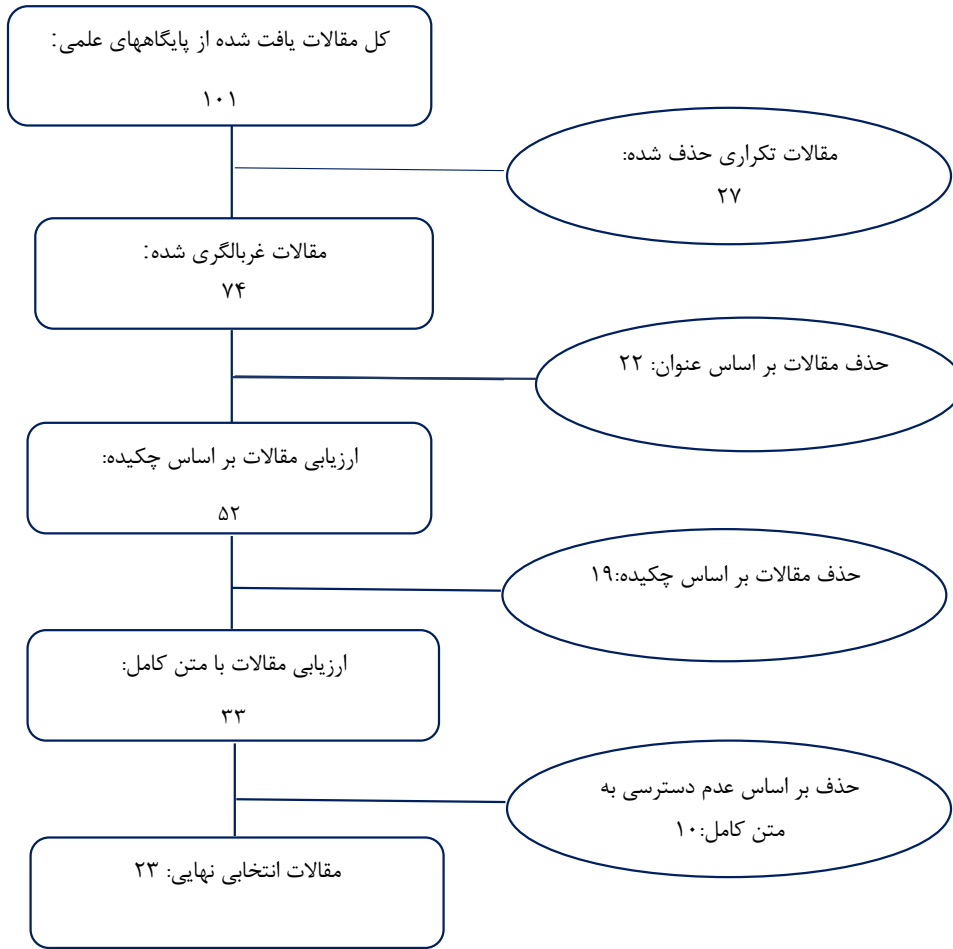 کل مقالات یافت شده از پایگاههای علمی:
۱۰۱
مقالات تکراری حذف شده:
۲۷
مقالات غربالگری شده:
۷۴
حذف مقالات بر اساس عنوان: ۲۲
ارزیابی مقالات بر اساس چکیده:
۵۲
حذف مقالات بر اساس چکیده:۱۹
ارزیابی مقالات با متن کامل:
۳۳
حذف بر اساس عدم دسترسی به
متن کامل:۱۰
مقالات انتخابی نهایی: ۲۳